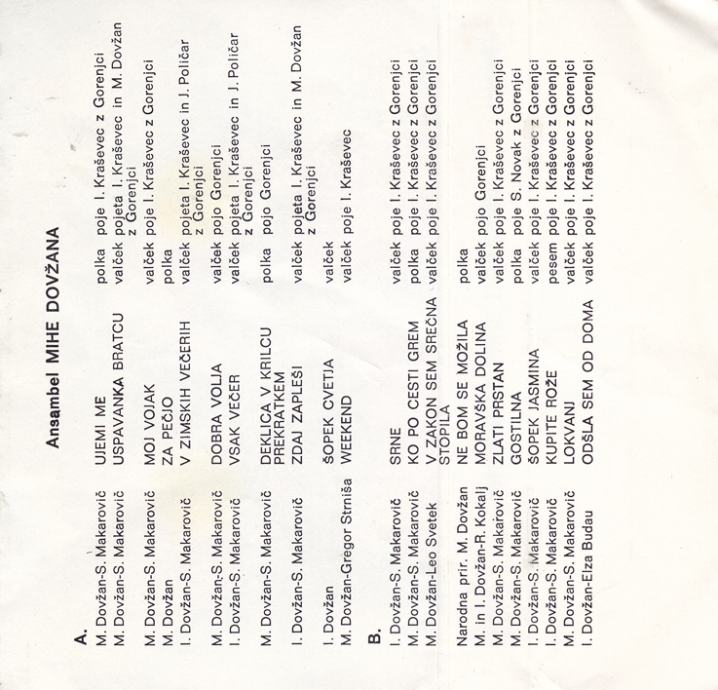 Ansambel MIHE DOVŽANA
A.
M. Dovžan-S. Makarovič UJEMI ME polka poje I. Kraševec z Gorenjci
M. Dovžan-S. Makarovič USPAVANKA BRATCU valček pojeta I. Kraševec in M. Dovžan
z Gorenjci
M. Dovžan-S. Makarovič MOJ VOJAK valček poje I. Kraševec z Gorenjci
M. Dovžan ZA PEČJO polka
I. Dovžan-S. Makarovič V ZIMSKIH VEČERIH valček pojeta I. Kraševec in J. Poličar
z Gorenjci
M. Dovžan-S. Makarovič DOBRA VOLJA valček pojo Gorenjci
I. Dovžan-S. Makarovič VSAK VEČER valček pojeta I. Kraševec in J. Poličar
z Gorenjci
M. Dovžan-S. Makarovič DEKLICA V KRILCU polka pojo Gorenjci
PREKRATKEM
I. Dovžan-S. Makarovič ZDAJ ZAPLEŠI valček pojeta I. Kraševec in M. Dovžan
z Gorenjci
I. Dovžan ŠOPEK CVETJA valček
M. Dovžan-Gregor Strniša WEEKEND valček poje I. Kraševec
B.
I. Dovžan-S. Makarovič SRNE valček poje I. Kraševec z Gorenjci
M. Dovžan-S. Makarovič KO PO CESTI GREM polka poje I. Kraševec z Gorenjci
M. Dovžan-Leo Svetek V ZAKON SEM SREČNA valček poje I. Kraševec z Gorenjci
STOPILA
Narodna prir. M. Dovžan NE BOM SE MOŽILA polka
M. in I. Dovžan-R. Kokalj MORAVŠKA DOLINA valček pojo Gorenjci
M. Dovžan-S. Makarovič ZLATI PRSTAN valček poje I. Kraševec z Gorenjci
M. Dovžan-S. Makarovič GOSTILNA polka poje S. Novak z Gorenjci
I. Dovžan-S. Makarovič ŠOPEK JASMINA valček poje I. Kraševec z Gorenjci
I. Dovžan-S. Makarovič KUPITE ROŽE pesem poje I. Kraševec z Gorenjci
M. Dovžan-S. Makarovič LOKVANJ valček poje I. Kraševec z Gorenjci
I. Dovžan-Elza Budau ODŠLA SEM OD DOMA valček poje I. Kraševec z Gorenjci